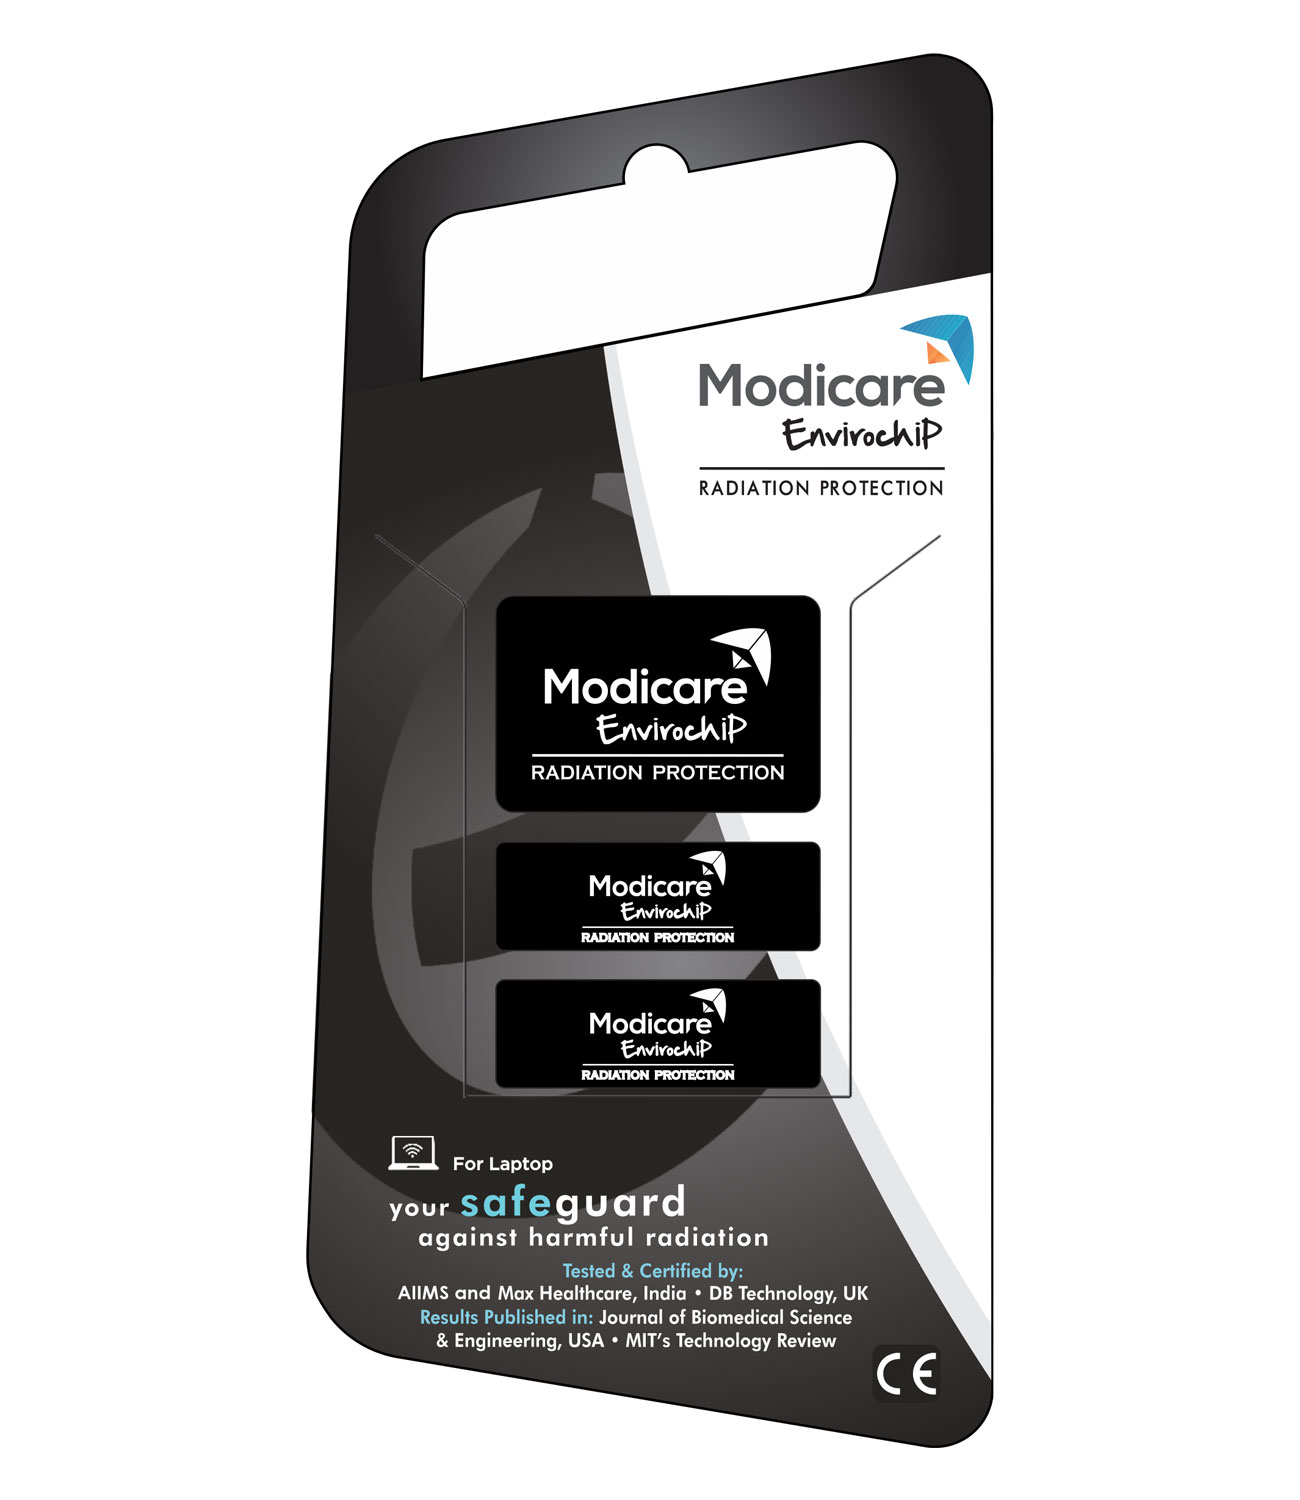 Modicare
EnvirochiP
RADIATION PROTECTION
Modicare
EnvirochiP
RADIATION PROTECTION
Modicare
EnvirochiP
RADIATION PROTECTION
Modicare
EnvirochiP
RADIATION PROTECTION
For Laptop
your safeguard
against harmful radiation
Tested & Certified by:
AIIMS and Max Healthcare, India • DB Technology, UK
Results Published in: Journal of Biomedical Science
& Engineering, USA • MIT's Technology Review
CE